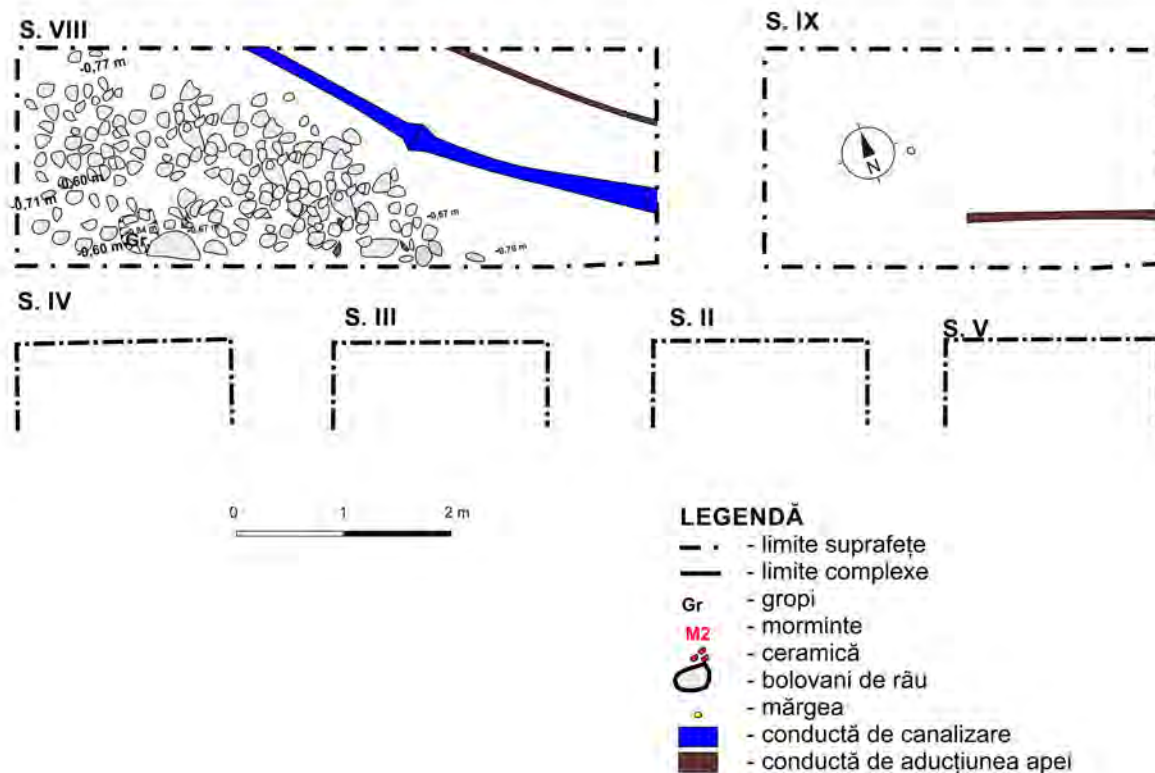 S. VIII
S. IX
-0,77 m
-0,60 m
-0,71 m
N
-0,67 m
-0,67 m
Gr
-0,60 m
-0,70 m
S. IV
S. III
S. II
S. V
0 1 2 m
LEGENDĂ
- limite suprafețe
- limite complexe
Gr - gropi
M2 - morminte
- ceramică
- bolovani de râu
- mărgea
- conductă de canalizare
- conductă de aducțiunea apei